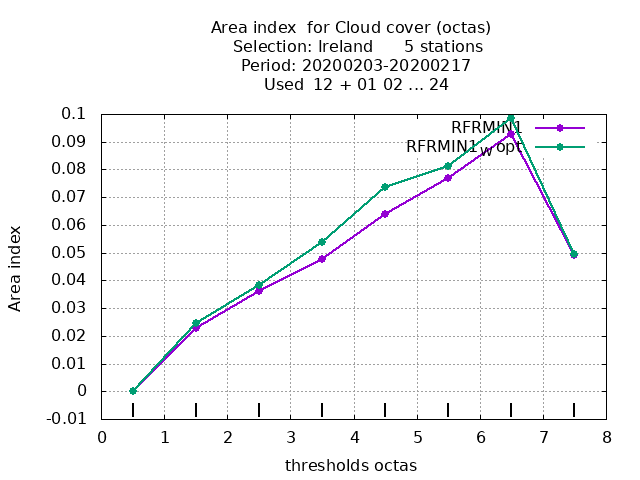 Area index  for Cloud cover (octas)
Selection: Ireland      5 stations
Period: 20200203-20200217
Used  12 + 01 02 ... 24
0.1
0.09
0.08
0.07
0.06
0.05
0.04
0.03
0.02
0.01
0
-0.01
Area index
RFRMIN1
RFRMIN1wopt
0 1 2 3 4 5 6 7 8
thresholds octas